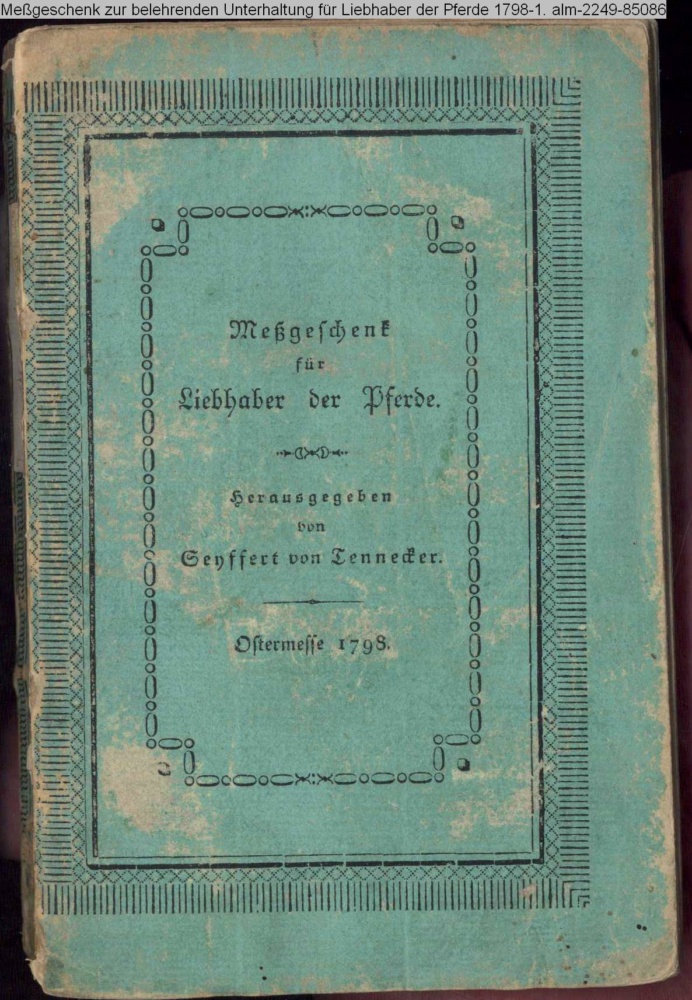 Meßgeschenk zur belehrenden Unterhaltung für Liebhaber der Pferde 1798-1. alm-2249-85086
Meßgeschenk
für
Liebhaber der Pferde.
Herausgegeben
von
Seyffert von Tennecker.
Ostermesse 1798.